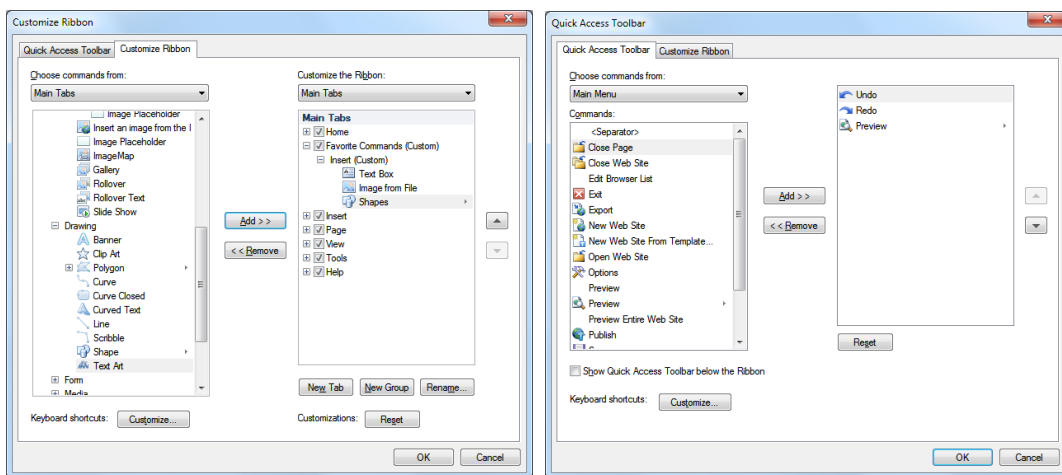 Customize Ribbon
Quick Access Toolbar
Customize Ribbon
Choose commands from:
Main Tabs
Image Placeholder
Insert an image from the I
Image Placeholder
ImageMap
Gallery
Rollover
Rollover Text
Slide Show
Drawing
Banner
Clip Art
Polygon
Curve
Curve Closed
Curved Text
Line
Scribble
Shape
Text Art
Form
Media
Add >>
<< Remove
Customize the Ribbon:
Main Tabs
Main Tabs
Home
Favorite Commands (Custom)
Insert (Custom)
Text Box
Image from File
Shapes
Insert
Page
View
Tools
Help
New Tab
New Group
Rename...
Keyboard shortcuts:
Customize...
Customizations:
Reset
OK
Cancel
Quick Access Toolbar
Quick Access Toolbar
Customize Ribbon
Choose commands from:
Main Menu
Commands:
<Separator>
Close Page
Close Web Site
Edit Browser List
Exit
Export
New Web Site
New Web Site From Template...
Open Web Site
Options
Preview
Preview
Preview Entire Web Site
Publish
Add >>
<< Remove
Undo
Redo
Preview
Reset
Show Quick Access Toolbar below the Ribbon
Keyboard shortcuts:
Customize...
OK
Cancel